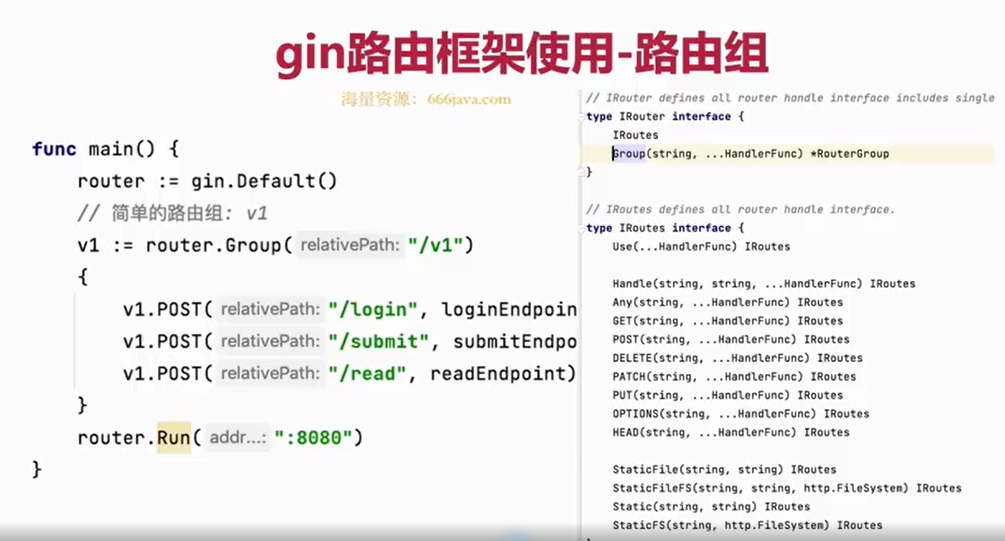 gin路由框架使用-路由组
海量资源：666java.com
func main() {
router := gin.Default()
// 简单的路由组: v1
v1 := router.Group( relativePath: "/v1")
{
v1.POST( relativePath: "/login", loginEndpoin
v1.POST( relativePath: "/submit", submitEndpo
v1.POST( relativePath: "/read", readEndpoint)
}
router.Run( addr...: ":8080")
}
// IRouter defines all router handle interface includes single
type IRouter interface {
IRoutes
Group(string, ...HandlerFunc) *RouterGroup
}
// IRoutes defines all router handle interface.
type IRoutes interface {
Use(...HandlerFunc) IRoutes
Handle(string, string, ...HandlerFunc) IRoutes
Any(string, ...HandlerFunc) IRoutes
GET(string, ...HandlerFunc) IRoutes
POST(string, ...HandlerFunc) IRoutes
DELETE(string, ...HandlerFunc) IRoutes
PATCH(string, ...HandlerFunc) IRoutes
PUT(string, ...HandlerFunc) IRoutes
OPTIONS(string, ...HandlerFunc) IRoutes
HEAD(string, ...HandlerFunc) IRoutes
StaticFile(string, string) IRoutes
StaticFileFS(string, string, http.FileSystem) IRoutes
Static(string, string) IRoutes
StaticFS(string, http.FileSystem) IRoutes